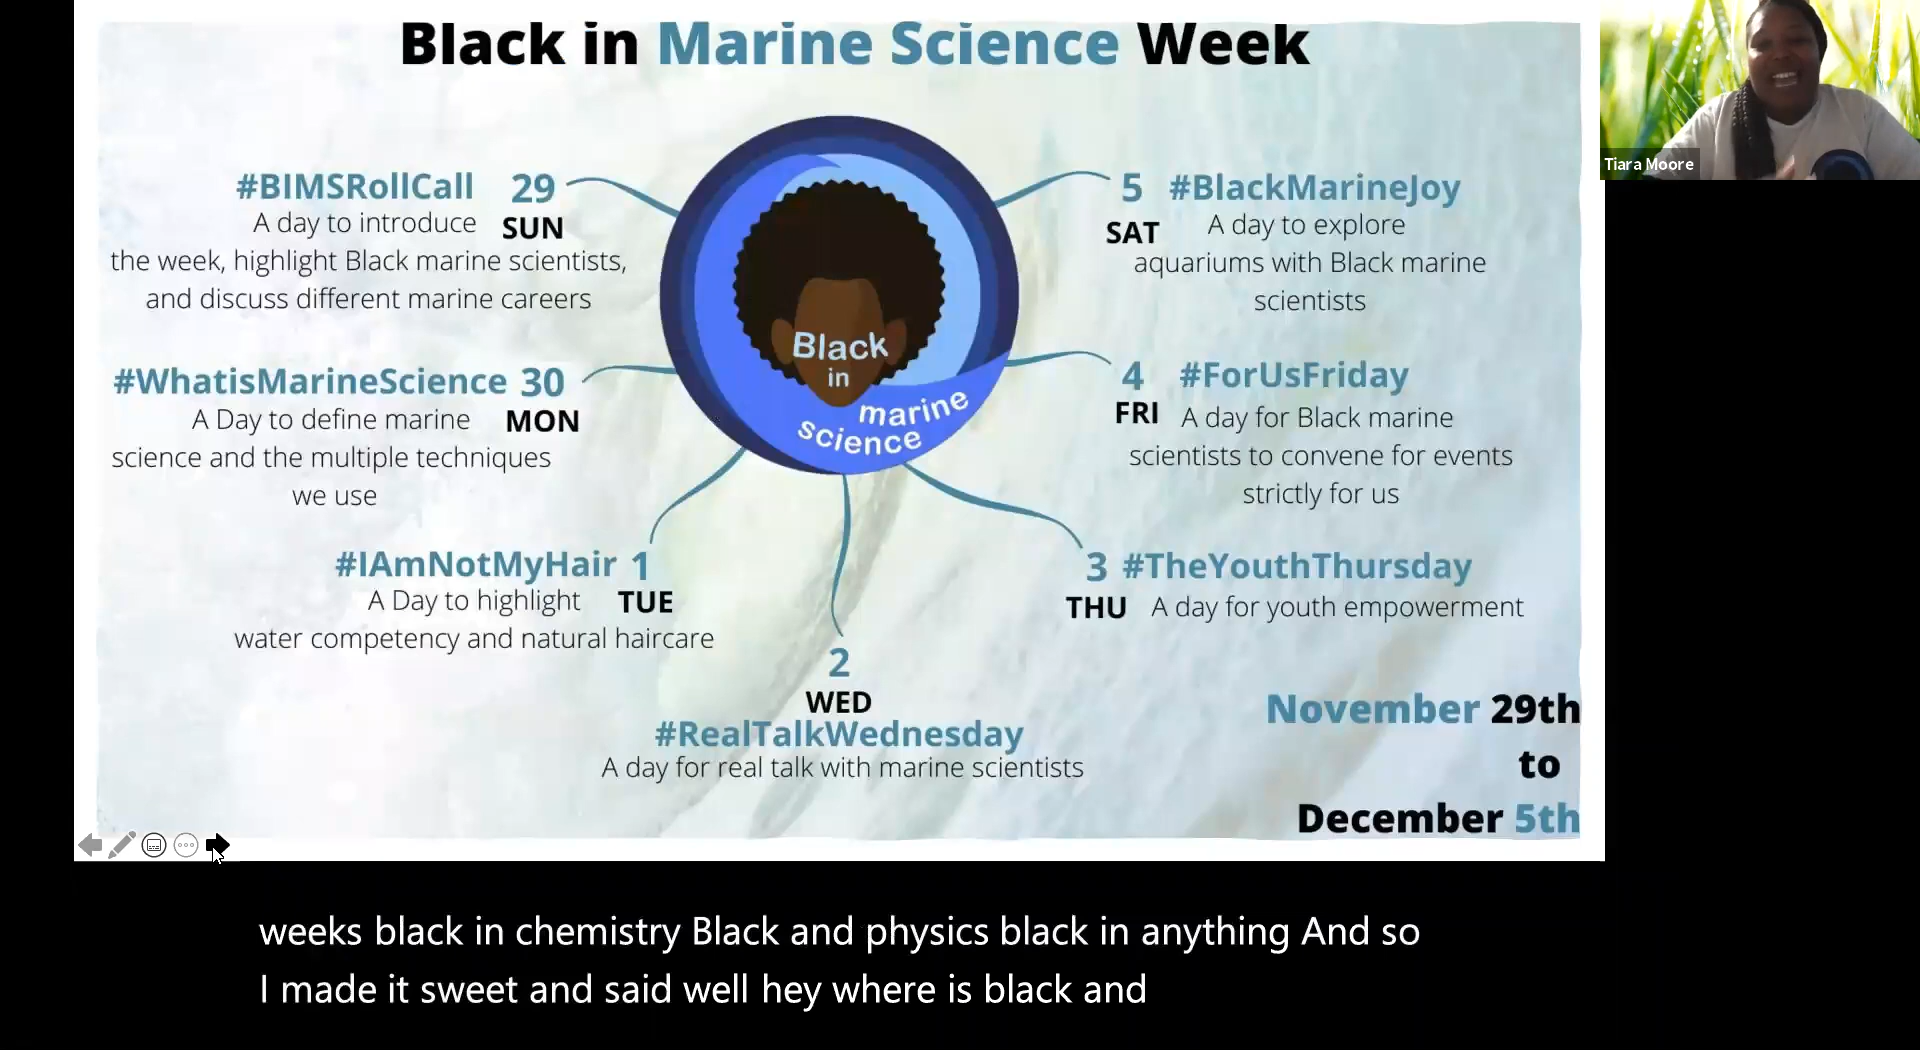 Black in Marine Science Week
#BIMSRollCall 29
SUN
A day to introduce
the week, highlight Black marine scientists,
and discuss different marine careers
#WhatisMarineScience 30
MON
A Day to define marine
science and the multiple techniques
we use
#IAmNotMyHair 1
TUE
A Day to highlight
water competency and natural haircare
2
WED
#RealTalkWednesday
A day for real talk with marine scientists
3 #TheYouthThursday
THU
A day for youth empowerment
4 #ForUsFriday
FRI
A day for Black marine
scientists to convene for events
strictly for us
5 #BlackMarineJoy
SAT
A day to explore
aquariums with Black marine
scientists
Black
in
marine
science
November 29th
to
December 5th
Tiara Moore
weeks black in chemistry Black and physics black in anything And so
I made it sweet and said well hey where is black and